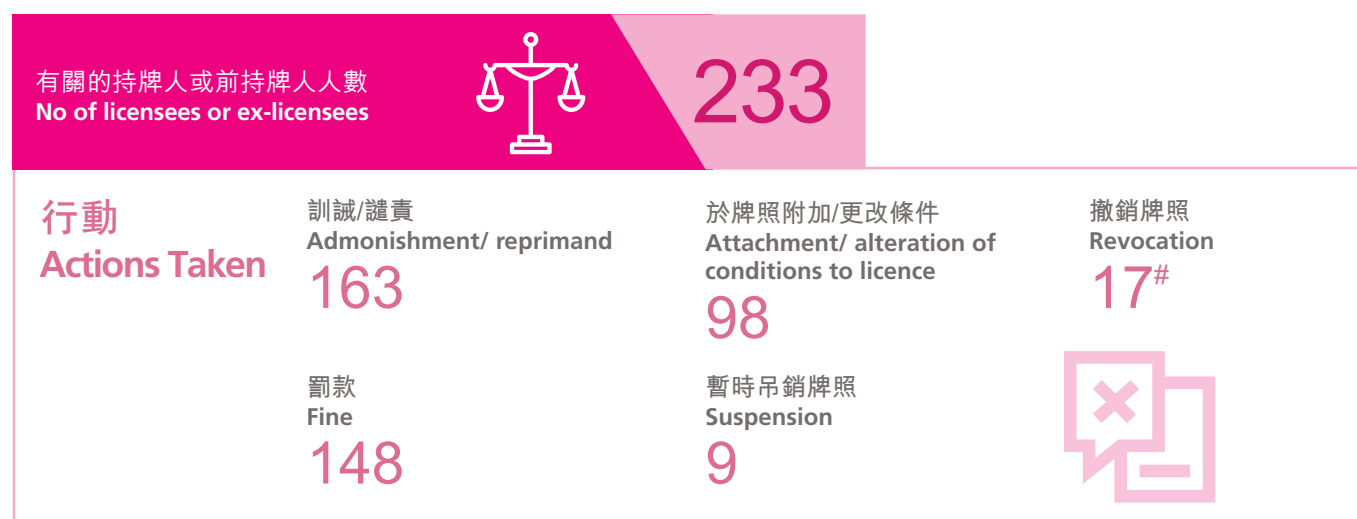 有關的持牌人或前持牌人人數
No of licensees or ex-licensees
233
行動
Actions Taken
訓誡/譴責
Admonishment/ reprimand
163
於牌照附加/更改條件
Attachment/ alteration of
conditions to licence
98
撤銷牌照
Revocation
17#
罰款
Fine
148
暫時吊銷牌照
Suspension
9